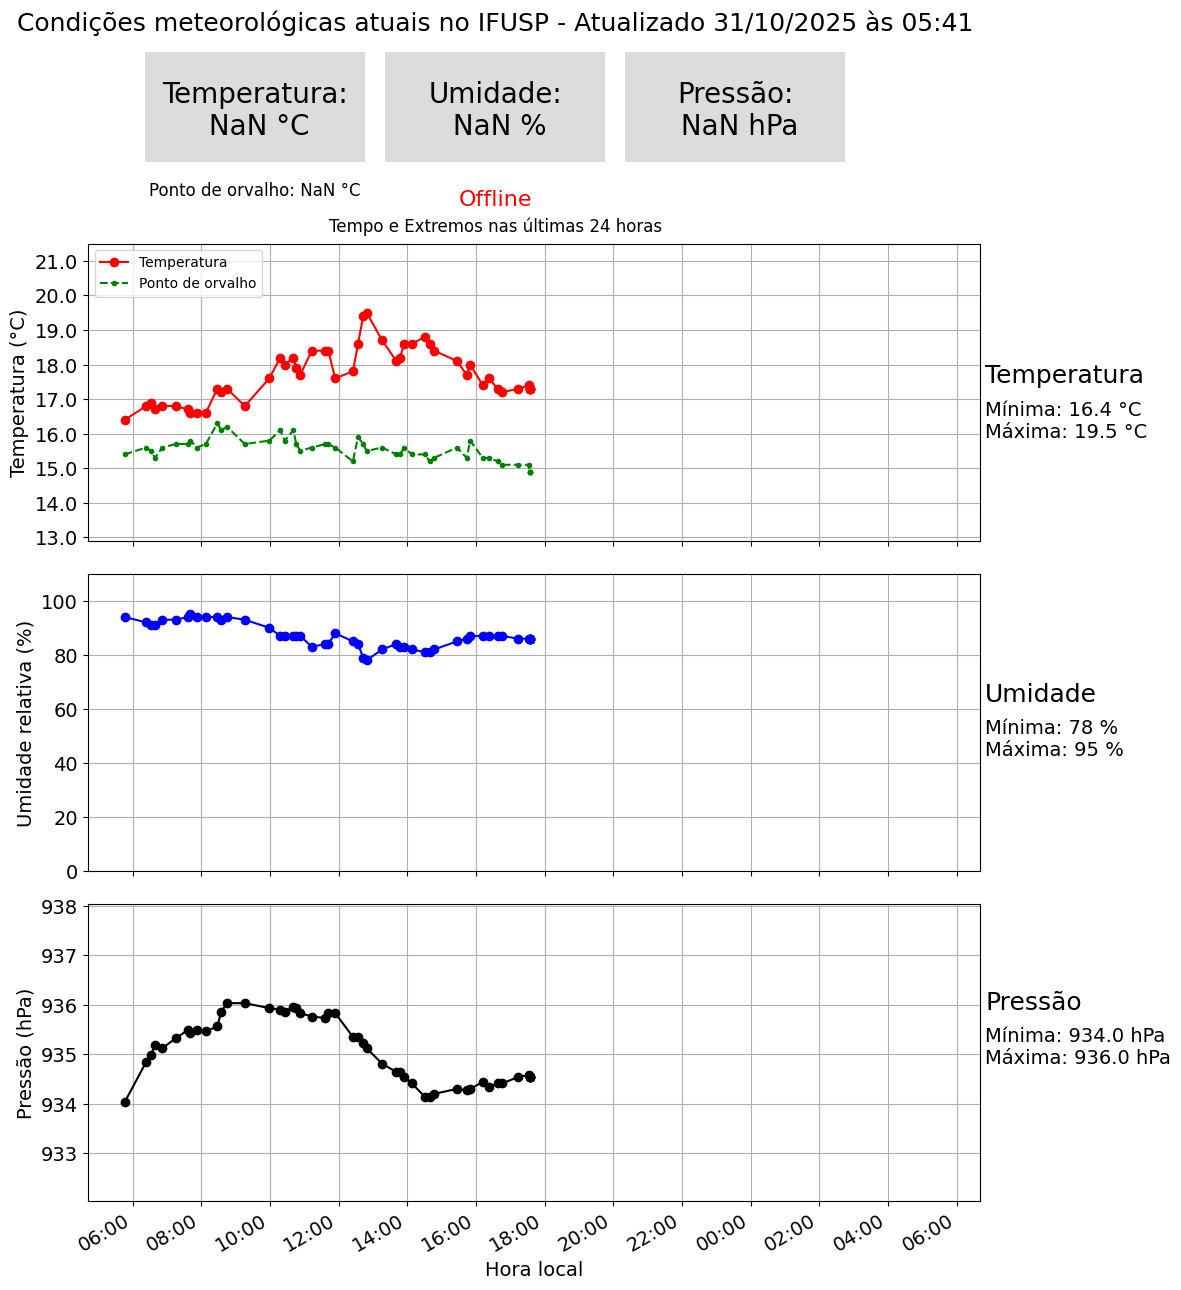 Condições meteorológicas atuais no IFUSP - Atualizado 31/10/2025 às 05:41
Temperatura:
NaN °C
Umidade:
NaN %
Pressão:
NaN hPa
Ponto de orvalho: NaN °C
Offline
Tempo e Extremos nas últimas 24 horas
Temperatura
Ponto de orvalho
Temperatura (°C)
21.0
20.0
19.0
18.0
17.0
16.0
15.0
14.0
13.0
Temperatura
Mínima: 16.4 °C
Máxima: 19.5 °C
Umidade relativa (%)
100
80
60
40
20
0
Umidade
Mínima: 78 %
Máxima: 95 %
Pressão (hPa)
938
937
936
935
934
933
Pressão
Mínima: 934.0 hPa
Máxima: 936.0 hPa
06:00 08:00 10:00 12:00 14:00 16:00 18:00 20:00 22:00 00:00 02:00 04:00 06:00
Hora local